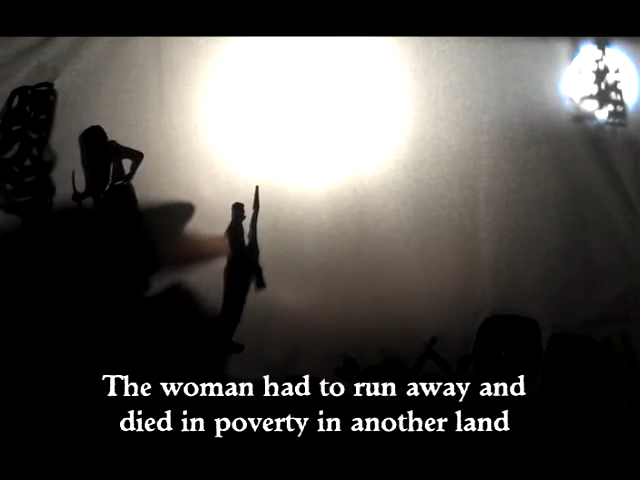 The woman had to run away and
died in poverty in another land